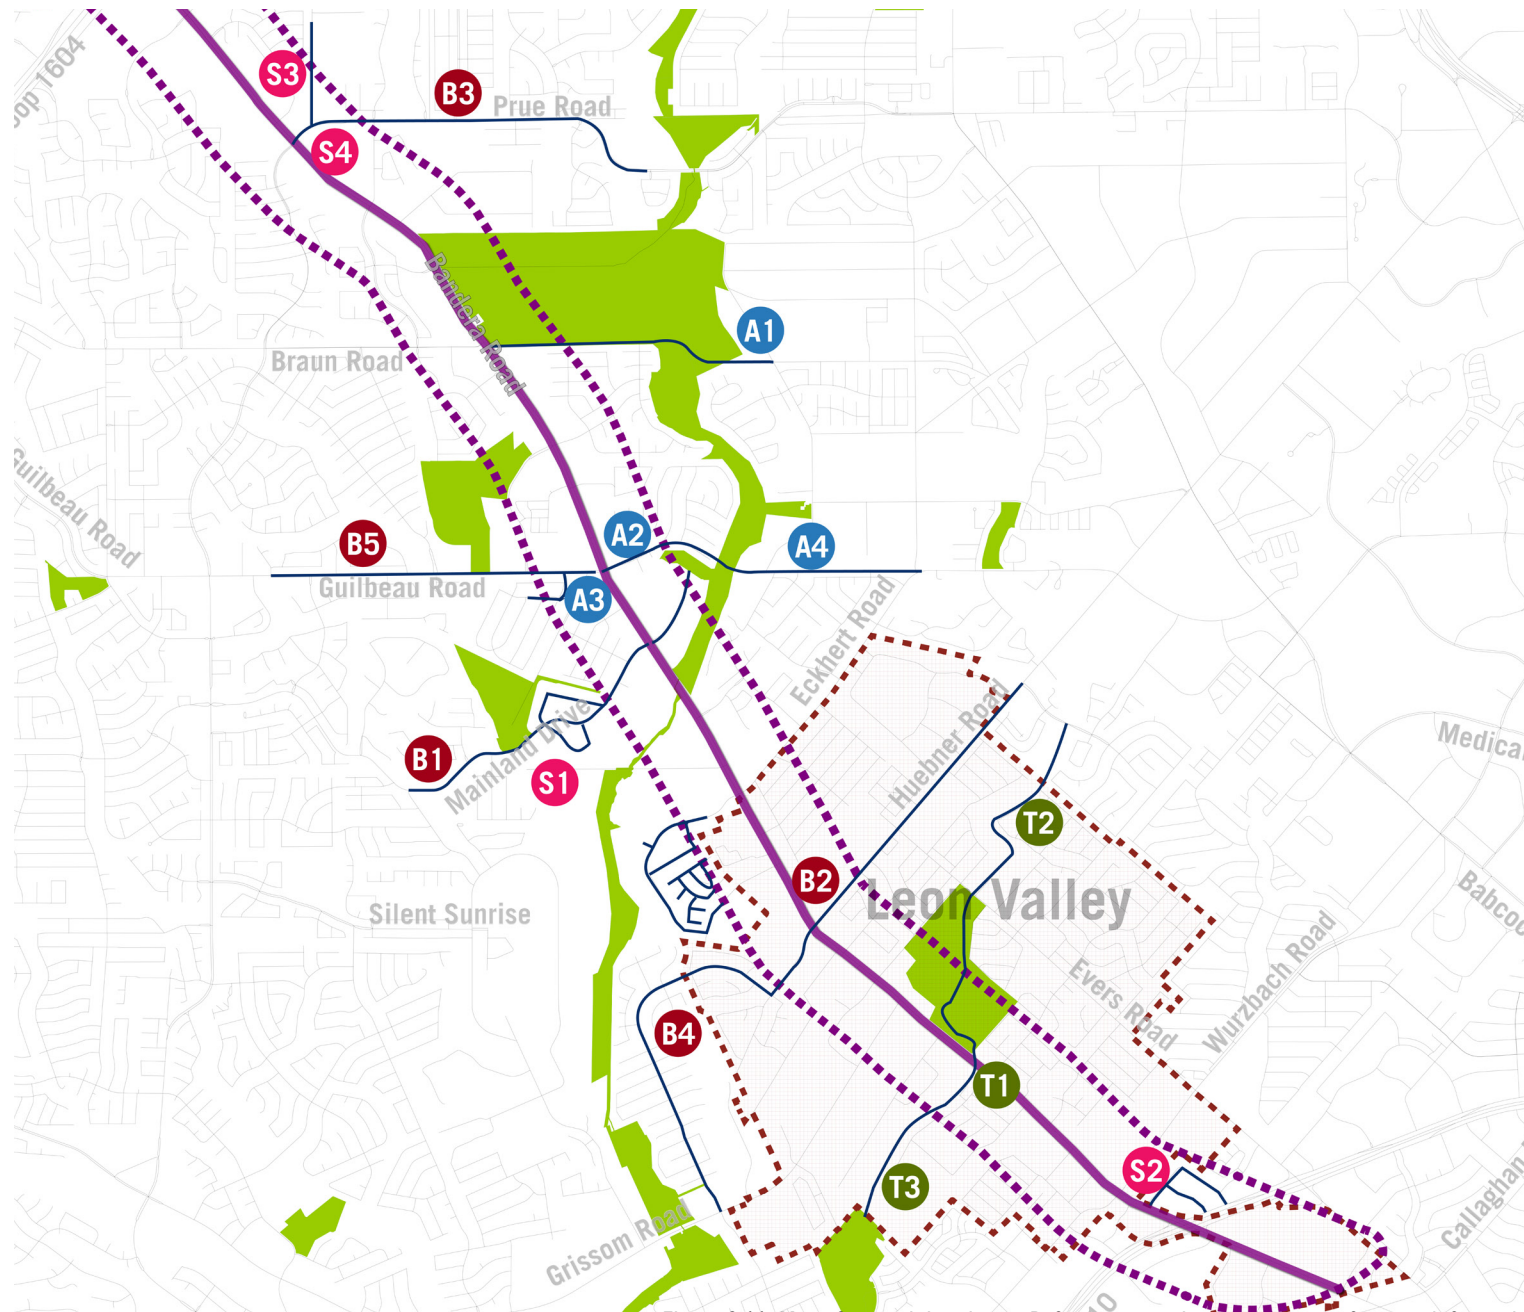 S3
B3
Prue Road
S4
Bandera Road
A1
Braun Road
Guilbeau Road
A2
B5
A4
Guilbeau Road
A3
Eckhert Road
Huebner Road
Mainland Drive
B1
S1
Medical
T2
B2
Leon Valley
Silent Sunrise
Evers Road
Wurzbach Road
B4
T1
S2
T3
Callaghan
Grissom Road
10